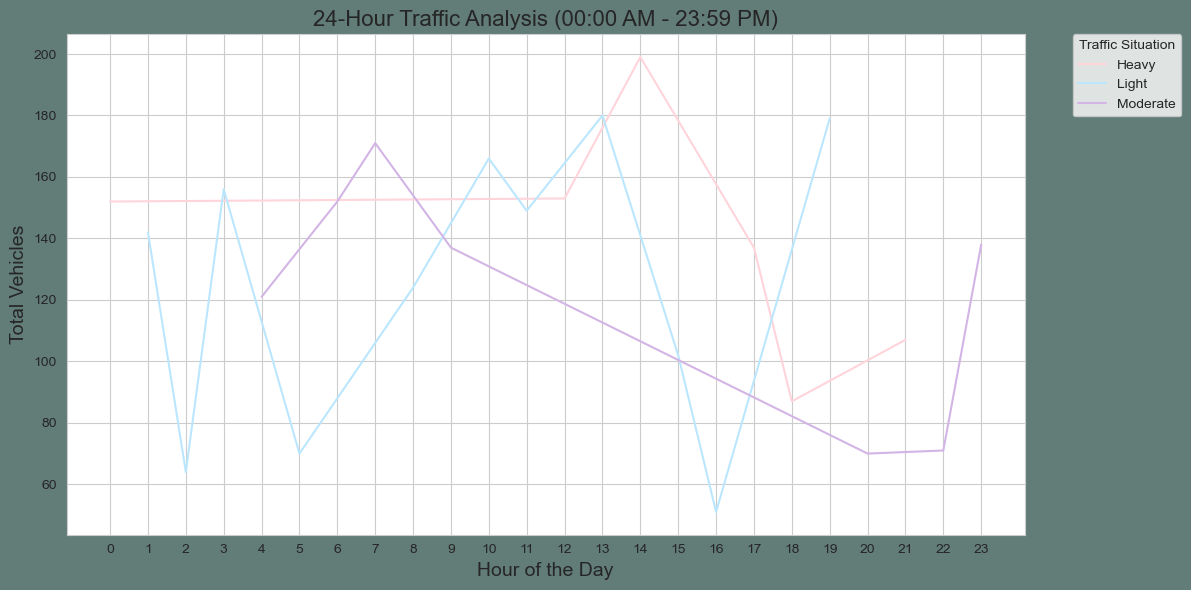 24-Hour Traffic Analysis (00:00 AM - 23:59 PM)
Traffic Situation
Heavy
Light
Moderate
Total Vehicles
200
180
160
140
120
100
80
60
0 1 2 3 4 5 6 7 8 9 10 11 12 13 14 15 16 17 18 19 20 21 22 23
Hour of the Day